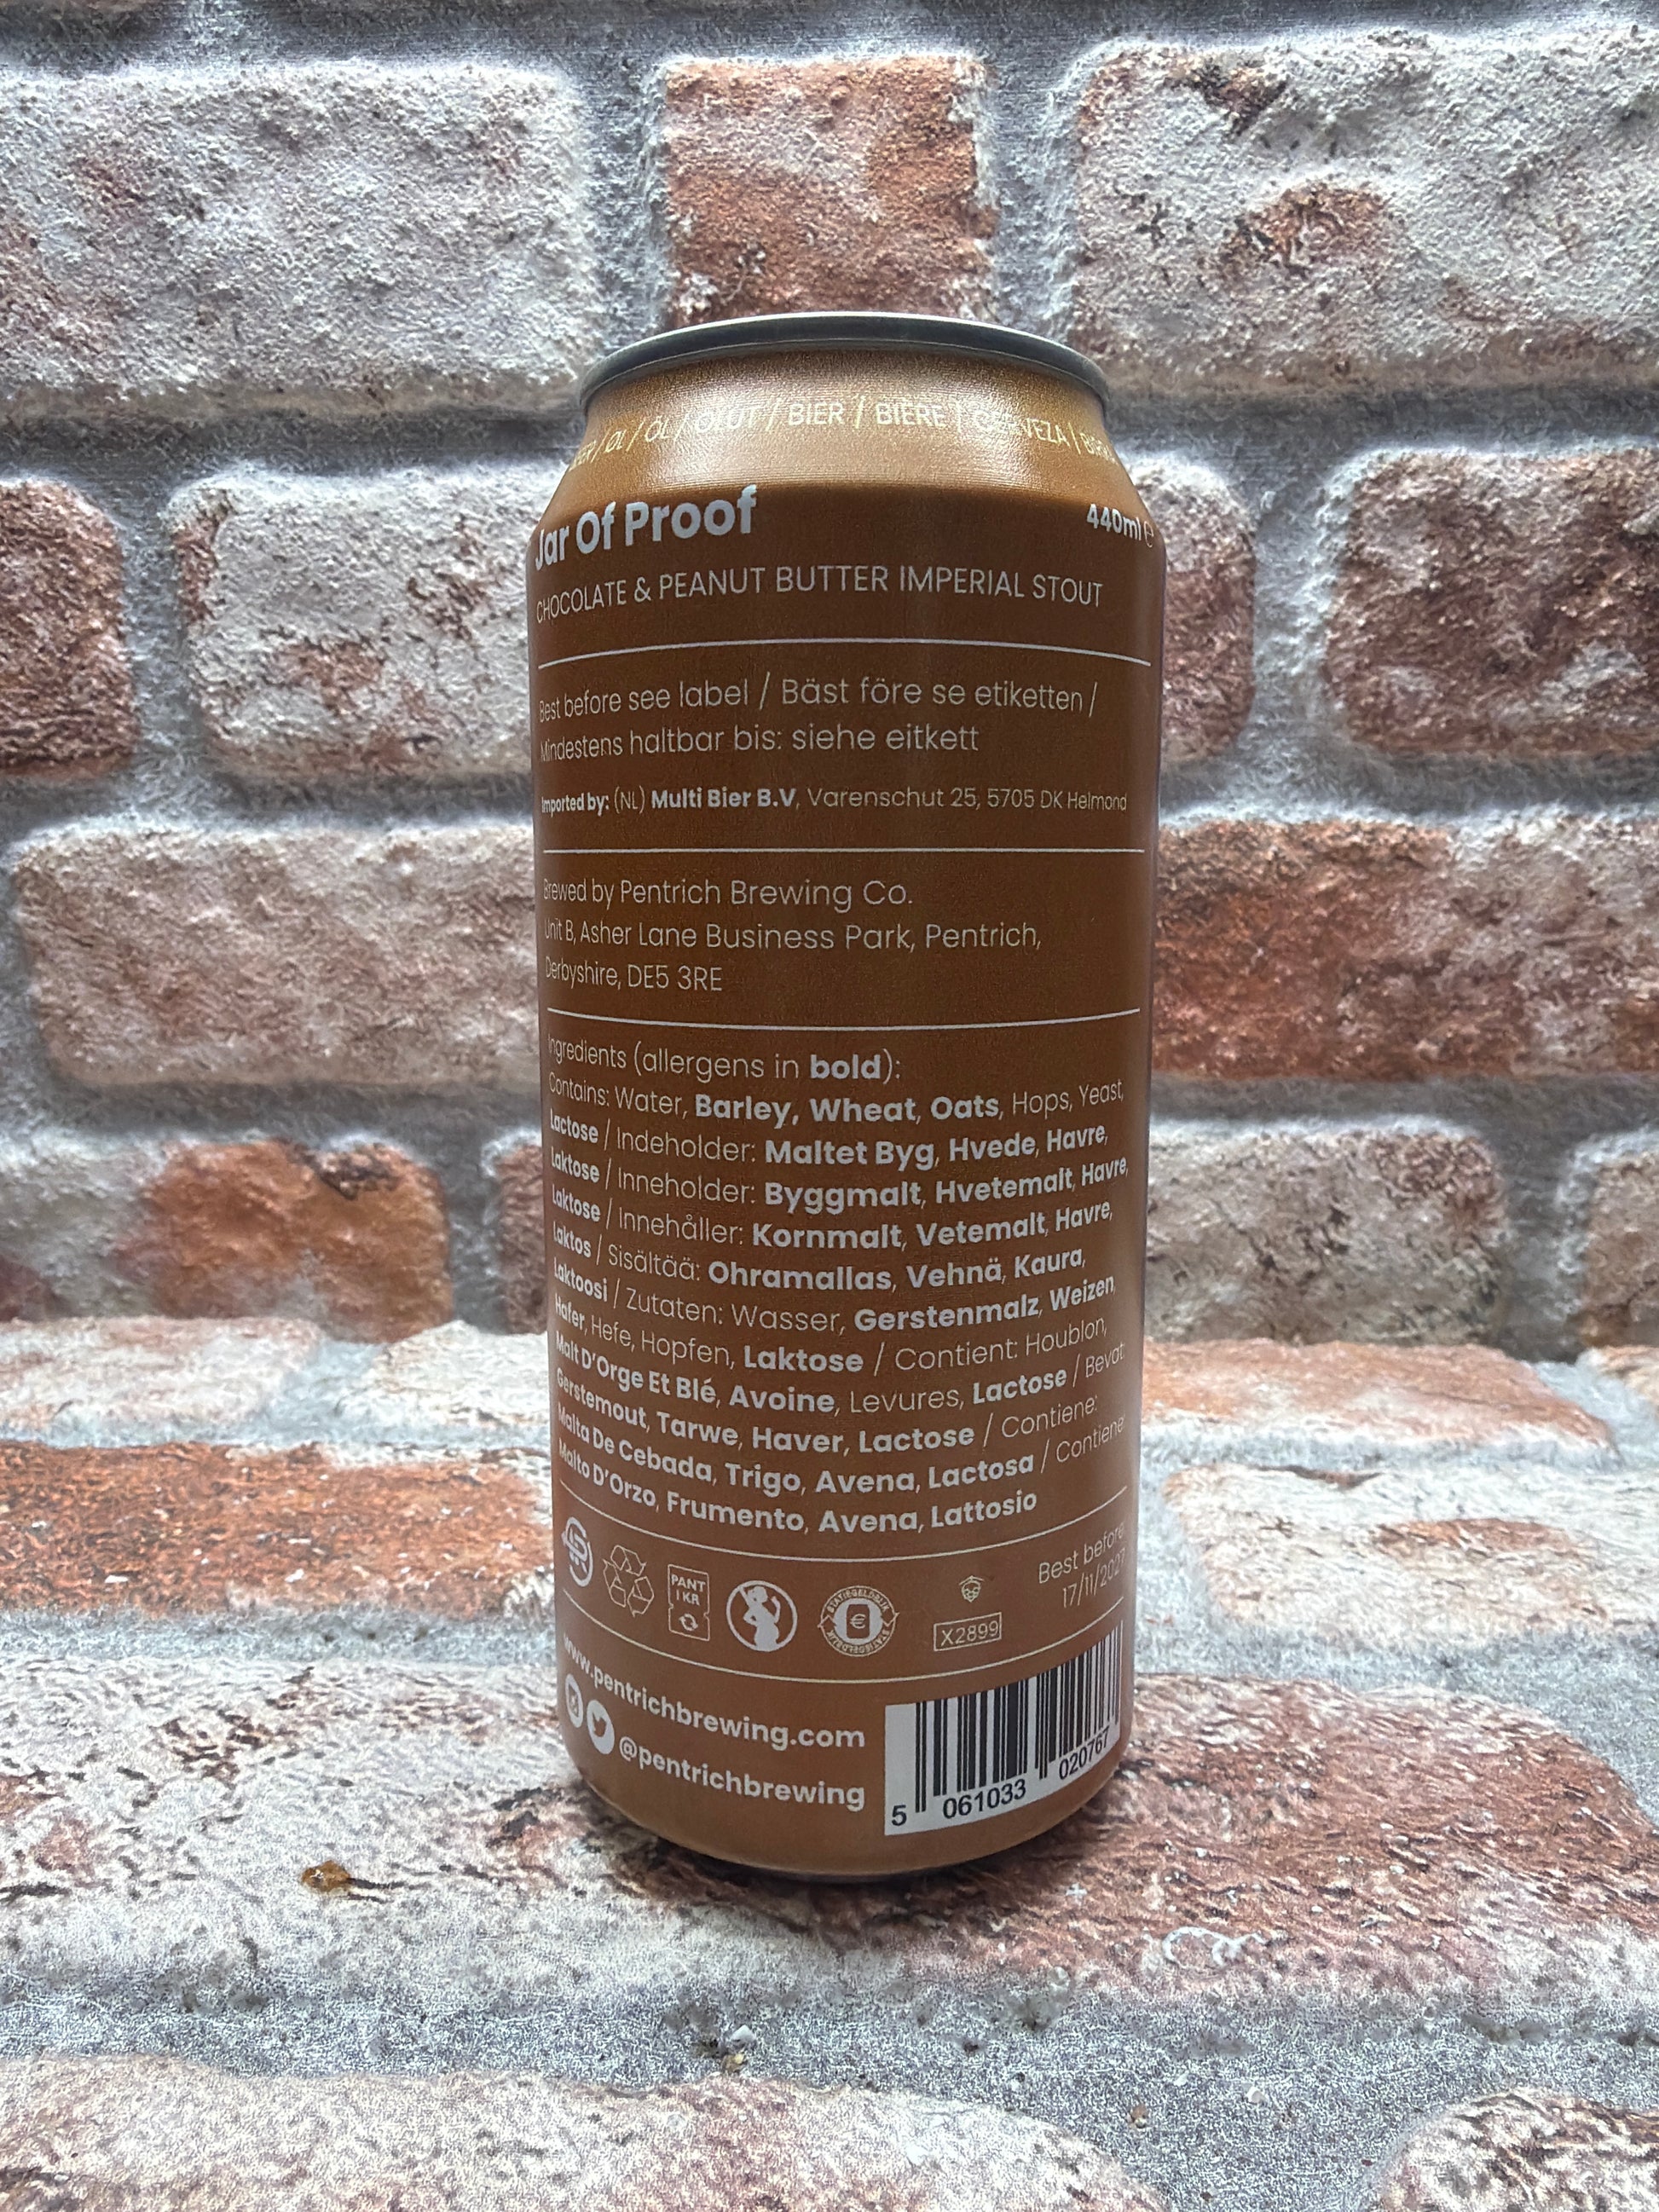 ØL / ÖL / OLUT / BIER / BIÈRE / CERVEZA / BIRRA
Jar Of Proof
440ml e
CHOCOLATE & PEANUT BUTTER IMPERIAL STOUT
Best before see label / Bäst före se etiketten /
Mindestens haltbar bis: siehe eitkett
Imported by: (NL) Multi Bier B.V, Varenschut 25, 5705 DK Helmond
Brewed by Pentrich Brewing Co.
Unit B, Asher Lane Business Park, Pentrich,
Derbyshire, DE5 3RE
Ingredients (allergens in bold):
Contains: Water, Barley, Wheat, Oats, Hops, Yeast,
Lactose / Indeholder: Maltet Byg, Hvede, Havre,
Laktose / Inneholder: Byggmalt, Hvetemalt, Havre,
Laktose / Innehåller: Kornmalt, Vetemalt, Havre,
Laktos / Sisältää: Ohramallas, Vehnä, Kaura,
Laktoosi / Zutaten: Wasser, Gerstenmalz, Weizen,
Hafer, Hefe, Hopfen, Laktose / Contient: Houblon,
Malt D'Orge Et Blé, Avoine, Levures, Lactose / Bevat:
Gerstemout, Tarwe, Haver, Lactose / Contiene:
Malta De Cebada, Trigo, Avena, Lactosa / Contiene:
Malto D'Orzo, Frumento, Avena, Lattosio
PANT
1 KR
STATIEGELDBLIK
€
STATIEGELDBLIK
X2899
Best before:
17/11/2027
www.pentrichbrewing.com
@pentrichbrewing
5 061033 020767